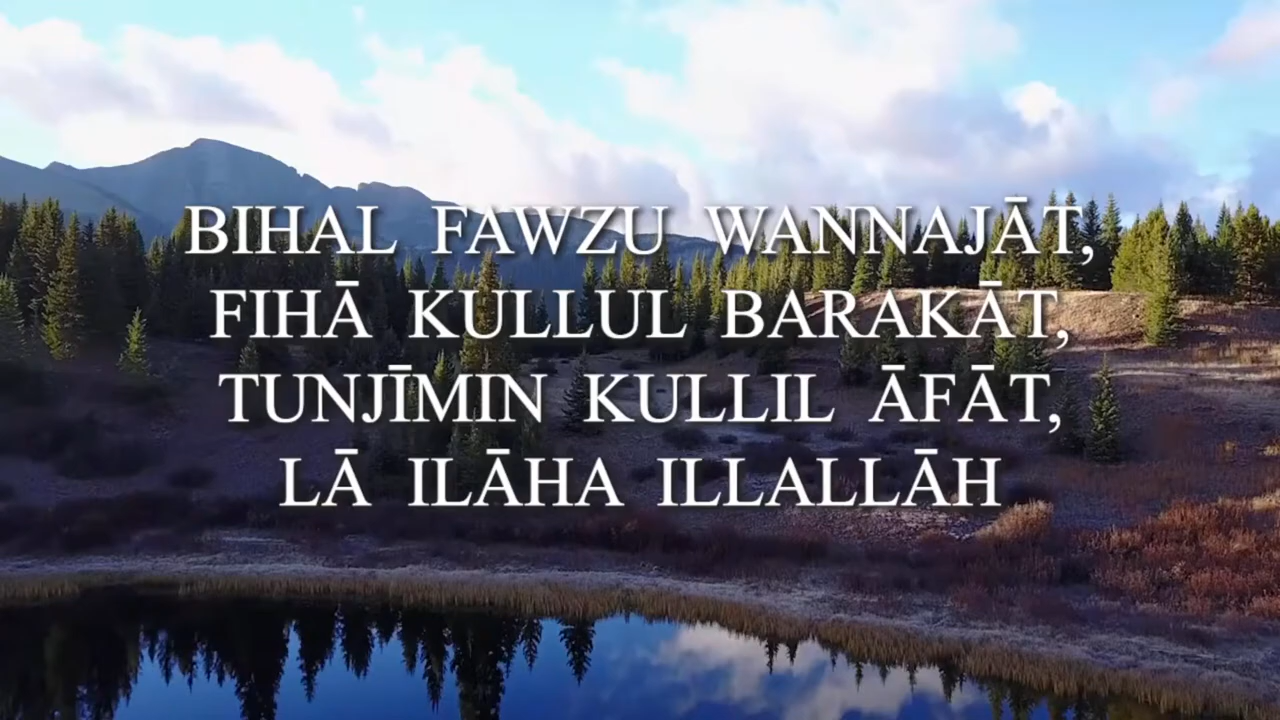 BIHAL FAWZU WANNAJĀT,
FIHĀ KULLUL BARAKĀT,
TUNJĪMIN KULLIL ĀFĀT,
LĀ ILĀHA ILLALLĀH